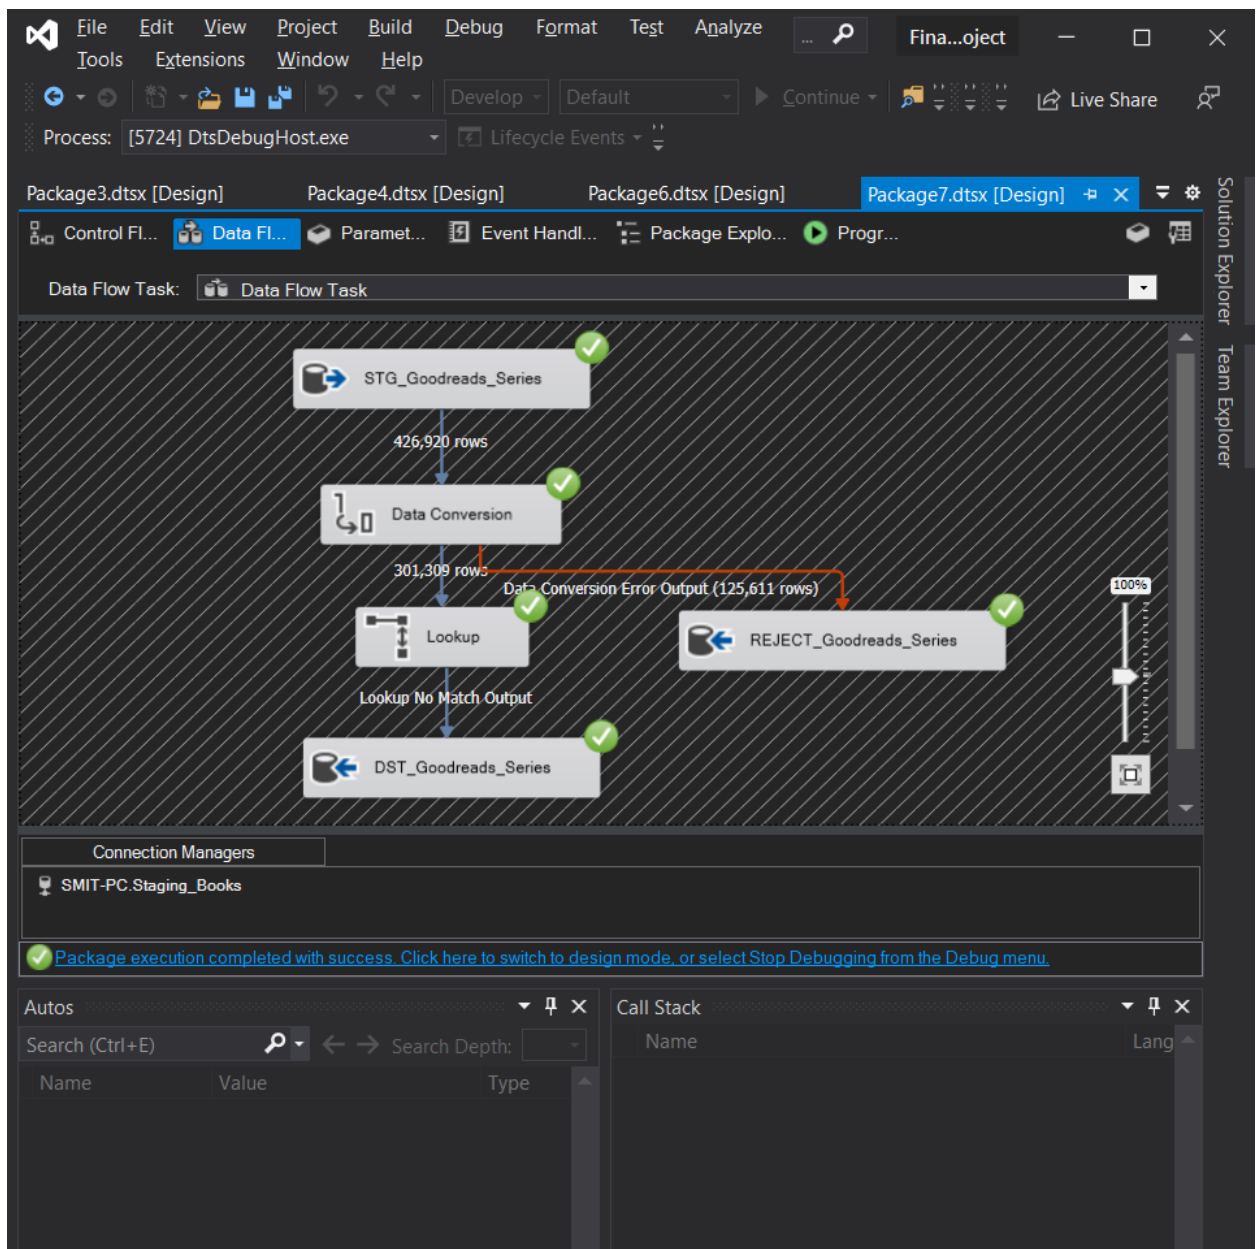 File Edit View Project Build Debug Format Test Analyze ... Fina...oject
Tools Extensions Window Help
Develop Default Continue Live Share
Process: [5724] DtsDebugHost.exe Lifecycle Events
Package3.dtsx [Design] Package4.dtsx [Design] Package6.dtsx [Design] Package7.dtsx [Design]
Control Fl... Data Fl... Paramet... Event Handl... Package Explo... Progr...
Data Flow Task: Data Flow Task
Solution Explorer
Team Explorer
STG_Goodreads_Series
426,920 rows
Data Conversion
301,309 rows
Data Conversion Error Output (125,611 rows)
100%
Lookup
REJECT_Goodreads_Series
Lookup No Match Output
DST_Goodreads_Series
Connection Managers
SMIT-PC.Staging_Books
Package execution completed with success. Click here to switch to design mode, or select Stop Debugging from the Debug menu.
Autos
Search (Ctrl+E) Search Depth:
Name Value Type
Call Stack
Name Lang